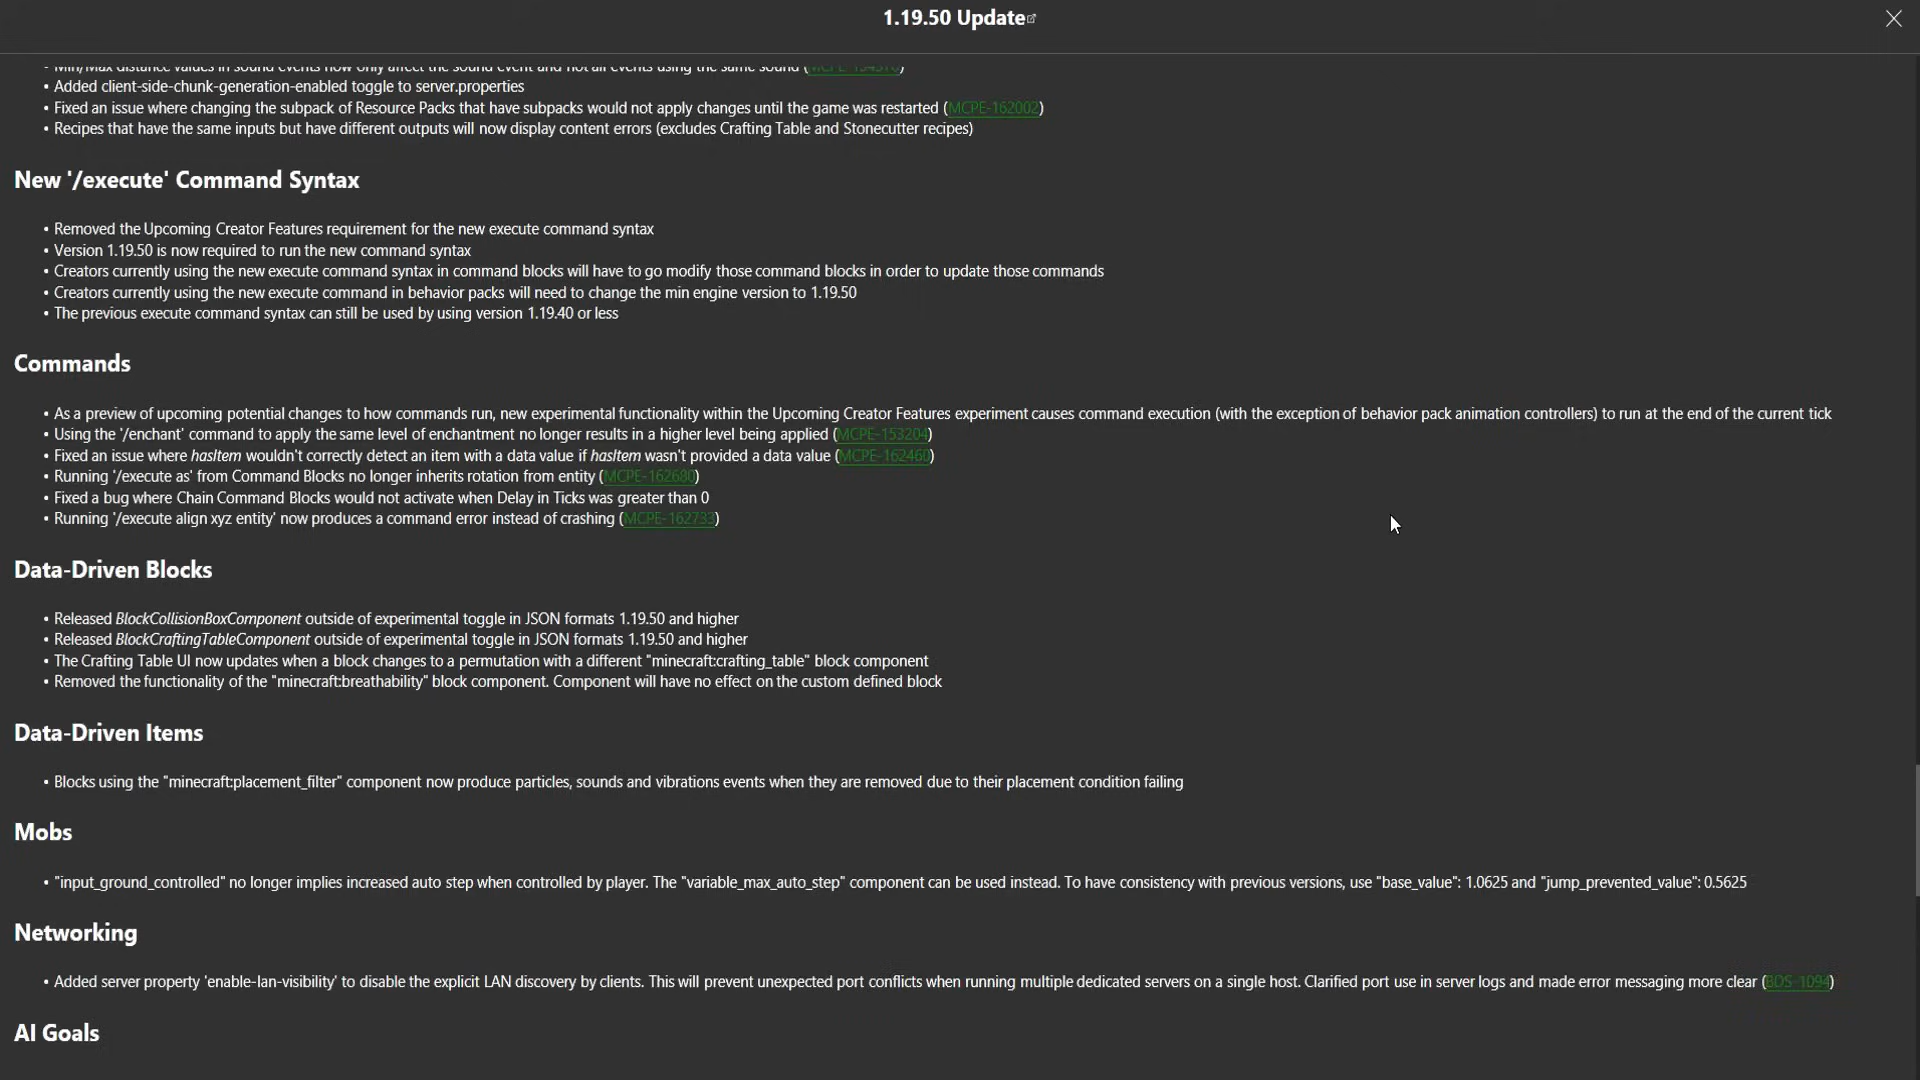 1.19.50 Update
• Min/Max distance values in sound events now only affect the sound event and not all events using the same sound ()
• Added client-side-chunk-generation-enabled toggle to server.properties
• Fixed an issue where changing the subpack of Resource Packs that have subpacks would not apply changes until the game was restarted (MCPE-162002)
• Recipes that have the same inputs but have different outputs will now display content errors (excludes Crafting Table and Stonecutter recipes)
New '/execute' Command Syntax
• Removed the Upcoming Creator Features requirement for the new execute command syntax
• Version 1.19.50 is now required to run the new command syntax
• Creators currently using the new execute command syntax in command blocks will have to go modify those command blocks in order to update those commands
• Creators currently using the new execute command in behavior packs will need to change the min engine version to 1.19.50
• The previous execute command syntax can still be used by using version 1.19.40 or less
Commands
• As a preview of upcoming potential changes to how commands run, new experimental functionality within the Upcoming Creator Features experiment causes command execution (with the exception of behavior pack animation controllers) to run at the end of the current tick
• Using the '/enchant' command to apply the same level of enchantment no longer results in a higher level being applied (MCPE-153204)
• Fixed an issue where hasItem wouldn't correctly detect an item with a data value if hasItem wasn't provided a data value (MCPE-162460)
• Running '/execute as' from Command Blocks no longer inherits rotation from entity (MCPE-162680)
• Fixed a bug where Chain Command Blocks would not activate when Delay in Ticks was greater than 0
• Running '/execute align xyz entity' now produces a command error instead of crashing (MCPE-162733)
Data-Driven Blocks
• Released BlockCollisionBoxComponent outside of experimental toggle in JSON formats 1.19.50 and higher
• Released BlockCraftingTableComponent outside of experimental toggle in JSON formats 1.19.50 and higher
• The Crafting Table UI now updates when a block changes to a permutation with a different "minecraft:crafting_table" block component
• Removed the functionality of the "minecraft:breathability" block component. Component will have no effect on the custom defined block
Data-Driven Items
• Blocks using the "minecraft:placement_filter" component now produce particles, sounds and vibrations events when they are removed due to their placement condition failing
Mobs
• "input_ground_controlled" no longer implies increased auto step when controlled by player. The "variable_max_auto_step" component can be used instead. To have consistency with previous versions, use "base_value": 1.0625 and "jump_prevented_value": 0.5625
Networking
• Added server property 'enable-lan-visibility' to disable the explicit LAN discovery by clients. This will prevent unexpected port conflicts when running multiple dedicated servers on a single host. Clarified port use in server logs and made error messaging more clear (BDS-1094)
AI Goals